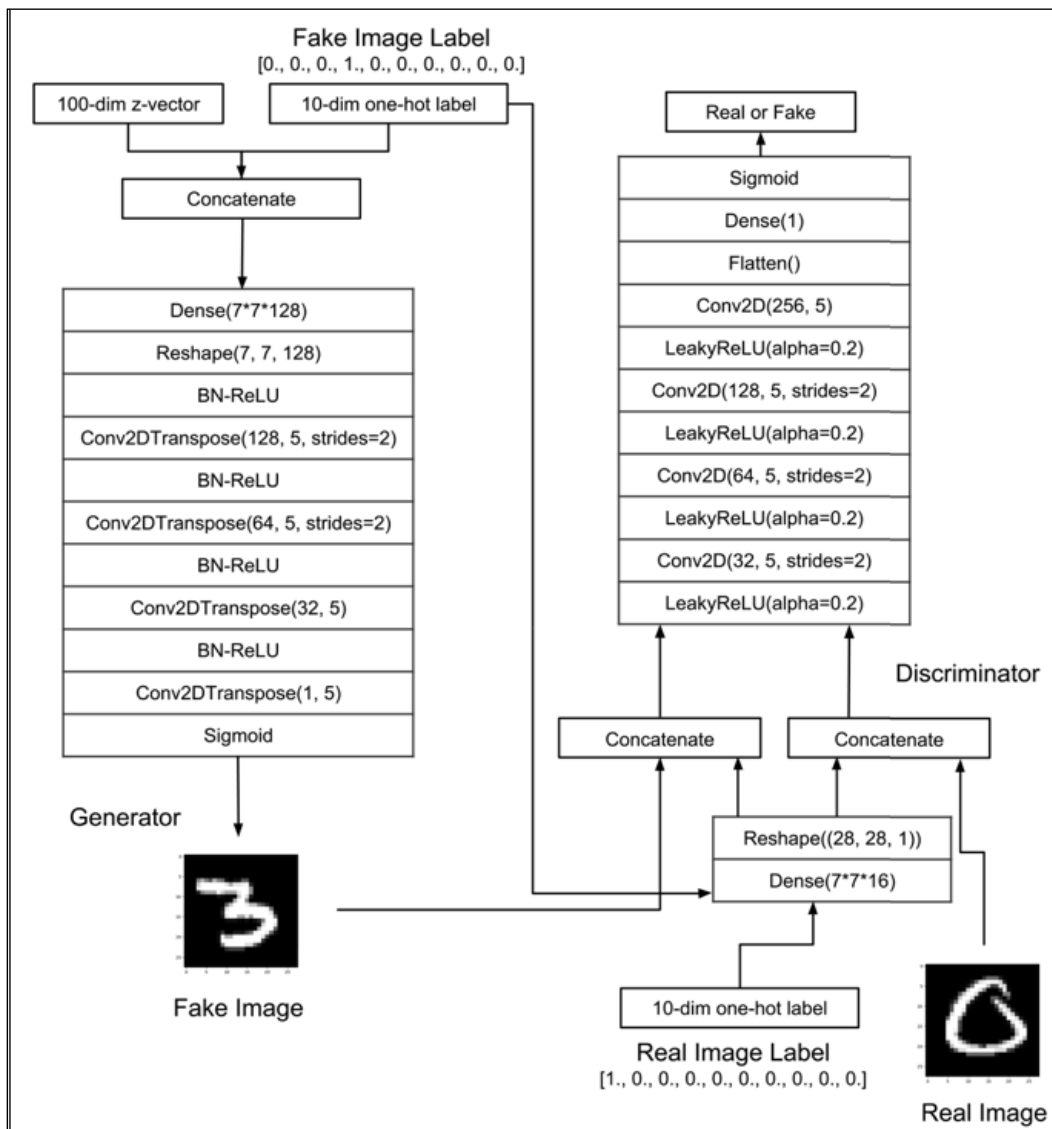 Fake Image Label
[0., 0., 0., 1., 0., 0., 0., 0., 0., 0.]
100-dim z-vector
10-dim one-hot label
Concatenate
Dense(7*7*128)
Reshape(7, 7, 128)
BN-ReLU
Conv2DTranspose(128, 5, strides=2)
BN-ReLU
Conv2DTranspose(64, 5, strides=2)
BN-ReLU
Conv2DTranspose(32, 5)
BN-ReLU
Conv2DTranspose(1, 5)
Sigmoid
Generator
3
Fake Image
Real or Fake
Sigmoid
Dense(1)
Flatten()
Conv2D(256, 5)
LeakyReLU(alpha=0.2)
Conv2D(128, 5, strides=2)
LeakyReLU(alpha=0.2)
Conv2D(64, 5, strides=2)
LeakyReLU(alpha=0.2)
Conv2D(32, 5, strides=2)
LeakyReLU(alpha=0.2)
Discriminator
Concatenate
Concatenate
Reshape((28, 28, 1))
Dense(7*7*16)
10-dim one-hot label
Real Image Label
[1., 0., 0., 0., 0., 0., 0., 0., 0., 0.]
0
Real Image